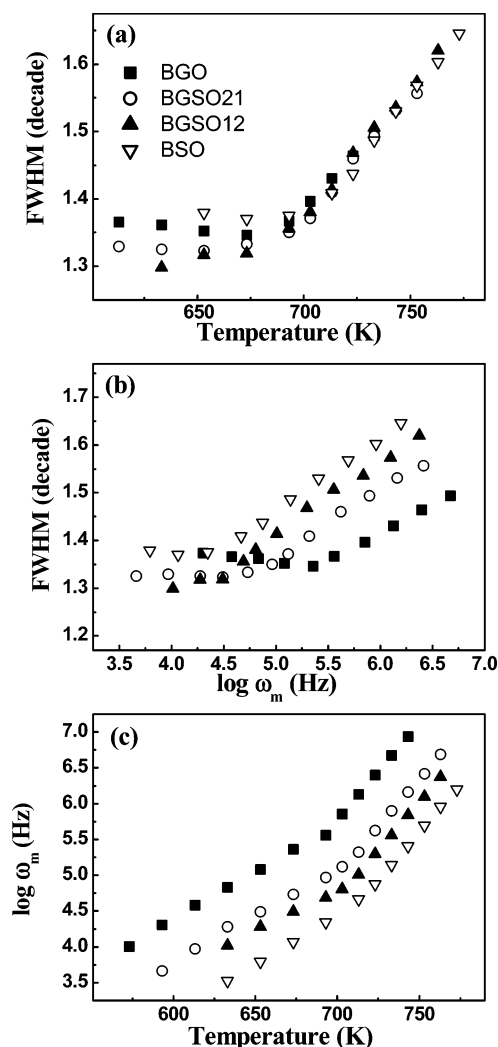 (a)
BGO
BGSO21
BGSO12
BSO
FWHM (decade)
1.6
1.5
1.4
1.3
650 700 750
Temperature (K)
(b)
FWHM (decade)
1.7
1.6
1.5
1.4
1.3
1.2
3.5 4.0 4.5 5.0 5.5 6.0 6.5 7.0
log ωm (Hz)
(c)
log ωm (Hz)
7.0
6.5
6.0
5.5
5.0
4.5
4.0
3.5
600 650 700 750
Temperature (K)